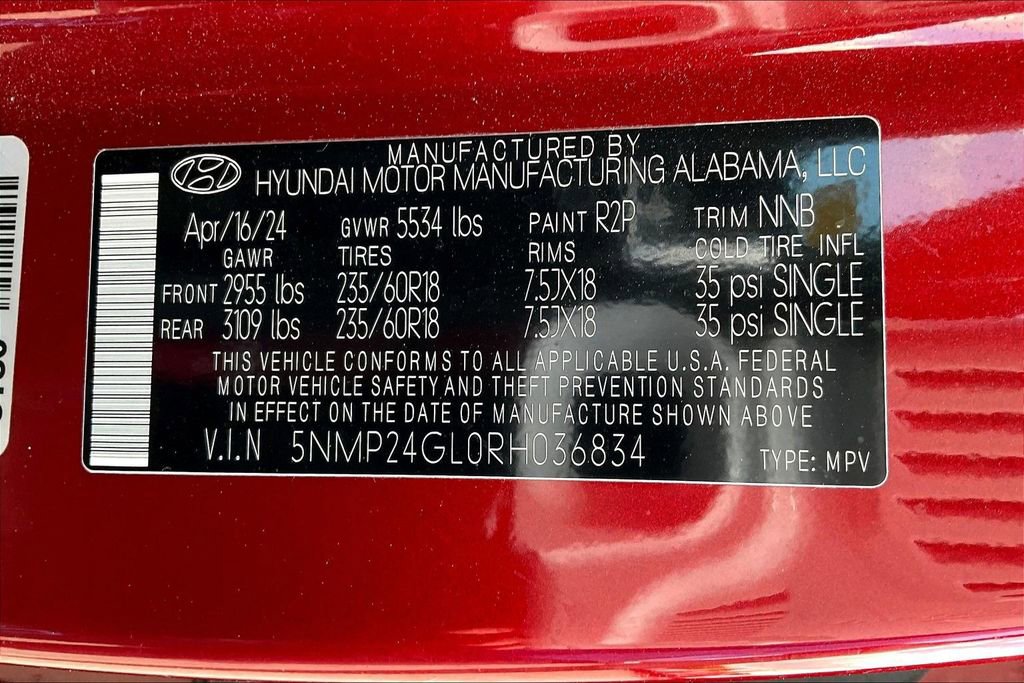 MANUFACTURED BY
HYUNDAI MOTOR MANUFACTURING ALABAMA, LLC
Apr/16/24 GVWR 5534 lbs PAINT R2P TRIM NNB
GAWR TIRES RIMS COLD TIRE INFL
FRONT 2955 lbs 235/60R18 7.5JX18 35 psi SINGLE
REAR 3109 lbs 235/60R18 7.5JX18 35 psi SINGLE
THIS VEHICLE CONFORMS TO ALL APPLICABLE U.S.A. FEDERAL
MOTOR VEHICLE SAFETY AND THEFT PREVENTION STANDARDS
IN EFFECT ON THE DATE OF MANUFACTURE SHOWN ABOVE
V.I.N 5NMP24GL0RH036834 TYPE: MPV